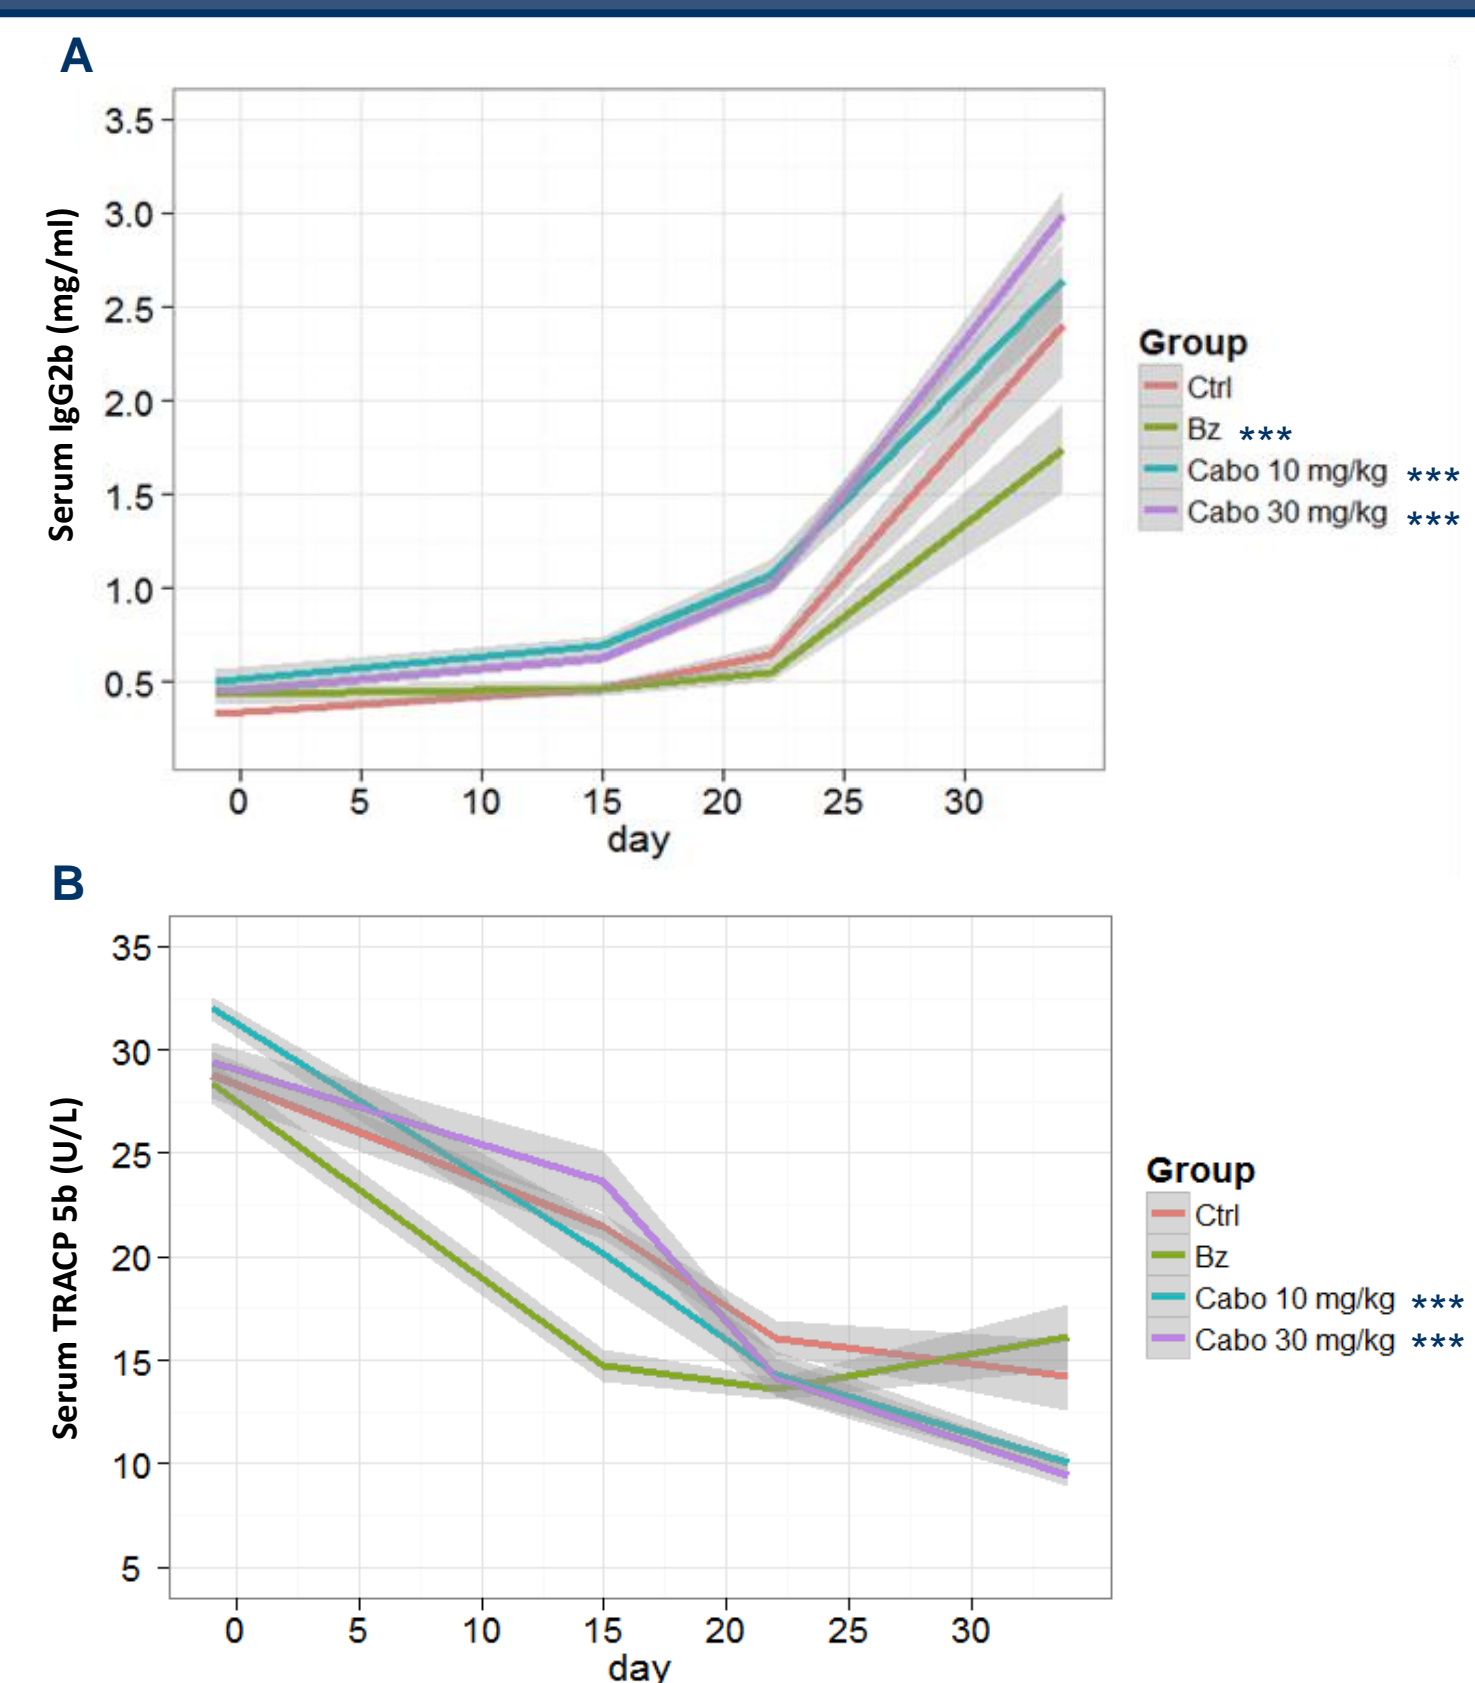 A
Serum IgG2b (mg/ml)
3.5
3.0
2.5
2.0
1.5
1.0
0.5
0 5 10 15 20 25 30
day
Group
Ctrl
Bz ***
Cabo 10 mg/kg ***
Cabo 30 mg/kg ***
B
Serum TRACP 5b (U/L)
35
30
25
20
15
10
5
0 5 10 15 20 25 30
day
Group
Ctrl
Bz
Cabo 10 mg/kg ***
Cabo 30 mg/kg ***